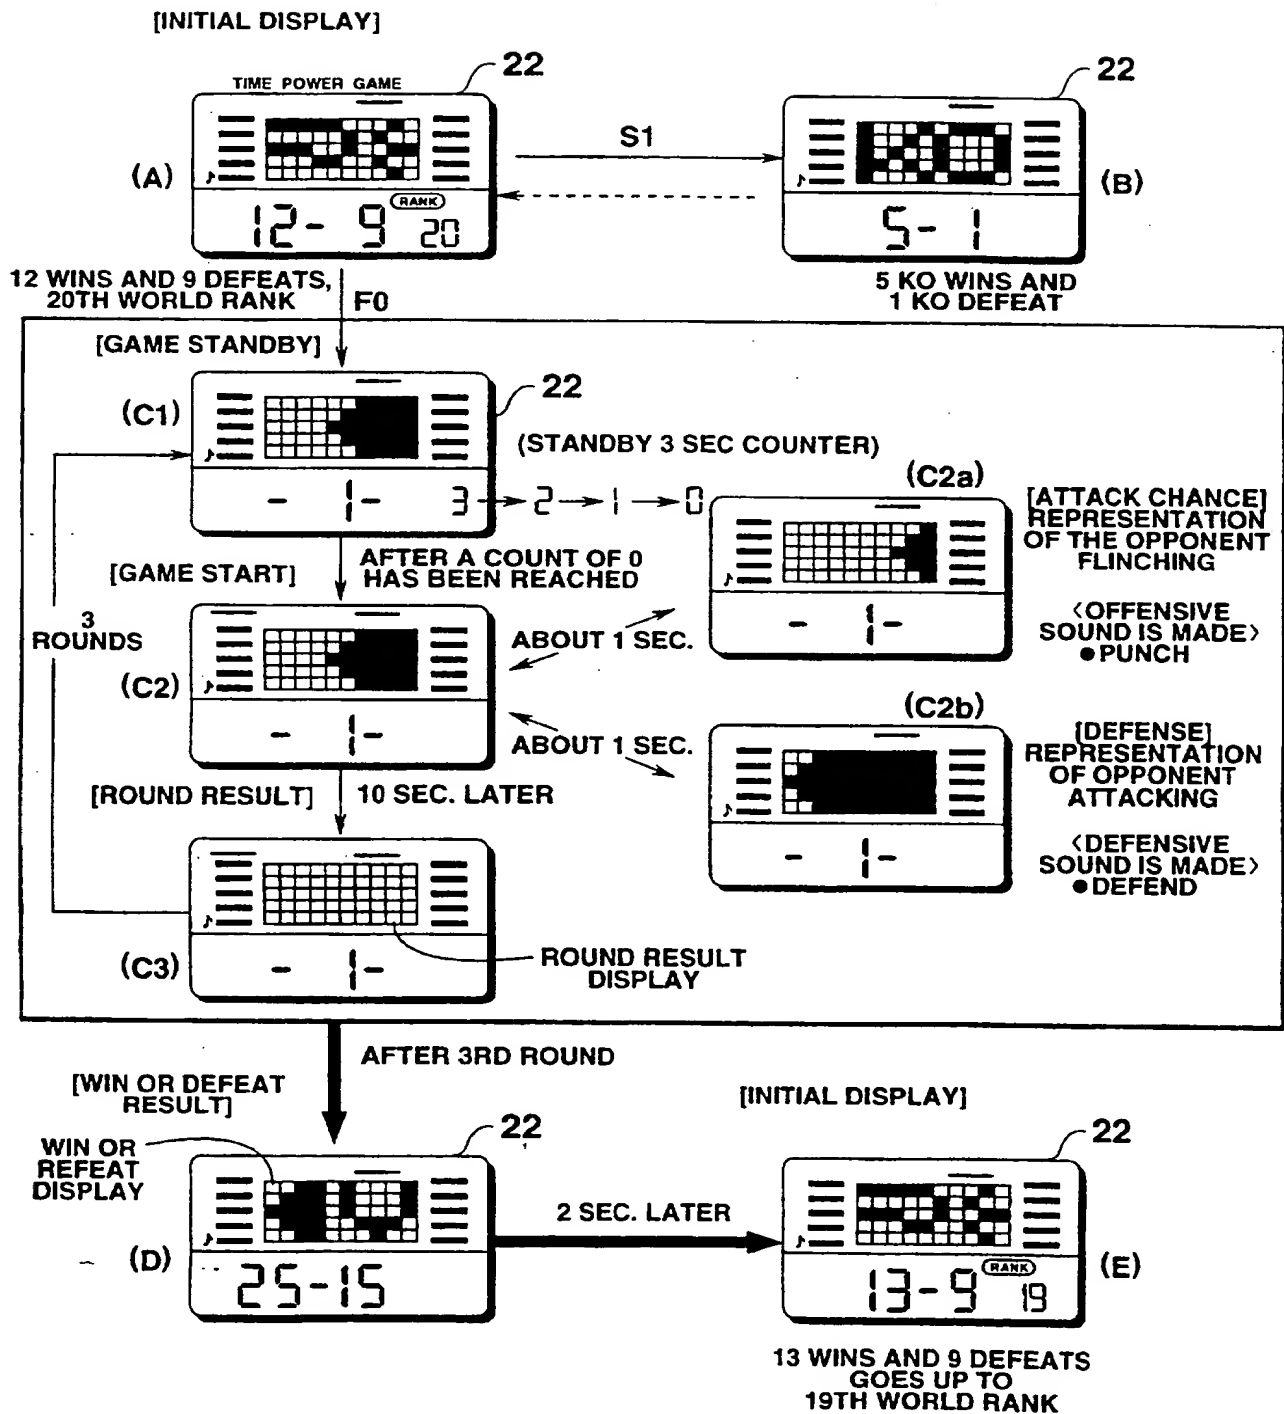 [INITIAL DISPLAY]
22
22
TIME POWER GAME
S1
(A)
(B)
♪
♪
RANK
12- 9 20
5- 1
12 WINS AND 9 DEFEATS,
20TH WORLD RANK
F0
5 KO WINS AND
1 KO DEFEAT
[GAME STANDBY]
22
(C1)
♪
(STANDBY 3 SEC COUNTER)
- 1- 3 2 1 0
(C2a)
[ATTACK CHANCE]
REPRESENTATION
OF THE OPPONENT
FLINCHING
♪
- 1-
<OFFENSIVE
SOUND IS MADE>
●PUNCH
AFTER A COUNT OF 0
HAS BEEN REACHED
[GAME START]
3
ROUNDS
ABOUT 1 SEC.
(C2)
♪
- 1-
(C2b)
ABOUT 1 SEC.
[DEFENSE]
REPRESENTATION
OF OPPONENT
ATTACKING
♪
- 1-
<DEFENSIVE
SOUND IS MADE>
●DEFEND
[ROUND RESULT]
10 SEC. LATER
♪
(C3)
- 1-
ROUND RESULT
DISPLAY
AFTER 3RD ROUND
[WIN OR DEFEAT
RESULT]
[INITIAL DISPLAY]
22
22
WIN OR
REFEAT
DISPLAY
♪
2 SEC. LATER
♪
(D)
(E)
25-15
RANK
13-9 19
13 WINS AND 9 DEFEATS
GOES UP TO
19TH WORLD RANK